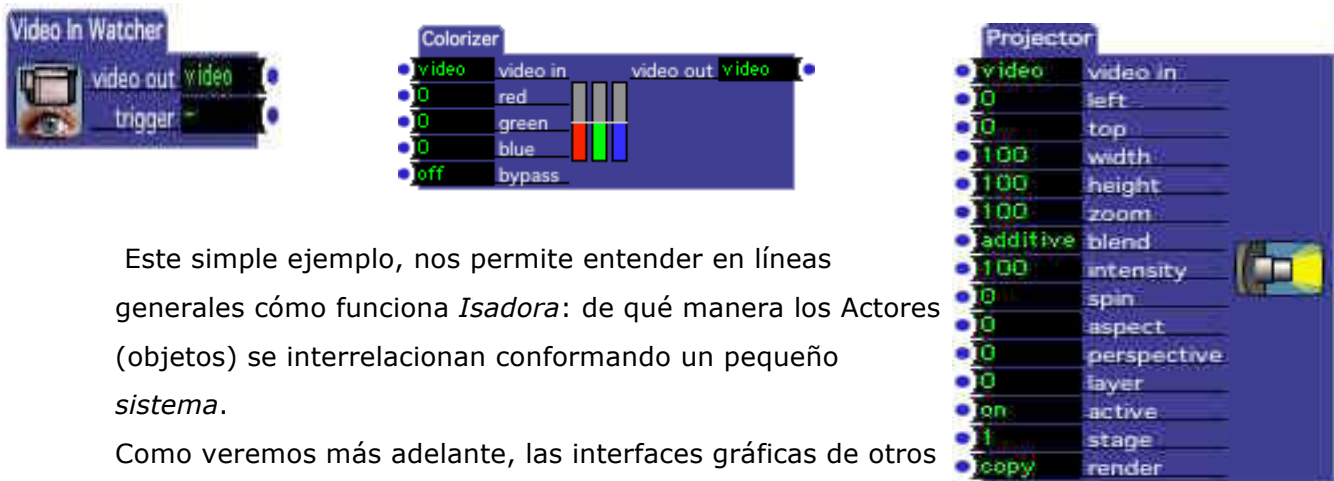 Video In Watcher
video out video
trigger -
Colorizer
video video in video out video
0 red
0 green
0 blue
off bypass
Projector
video video in
0 left
0 top
100 width
100 height
100 zoom
additive blend
100 intensity
0 spin
0 aspect
0 perspective
0 layer
on active
1 stage
copy render
Este simple ejemplo, nos permite entender en líneas
generales cómo funciona Isadora: de qué manera los Actores
(objetos) se interrelacionan conformando un pequeño
sistema.
Como veremos más adelante, las interfaces gráficas de otros